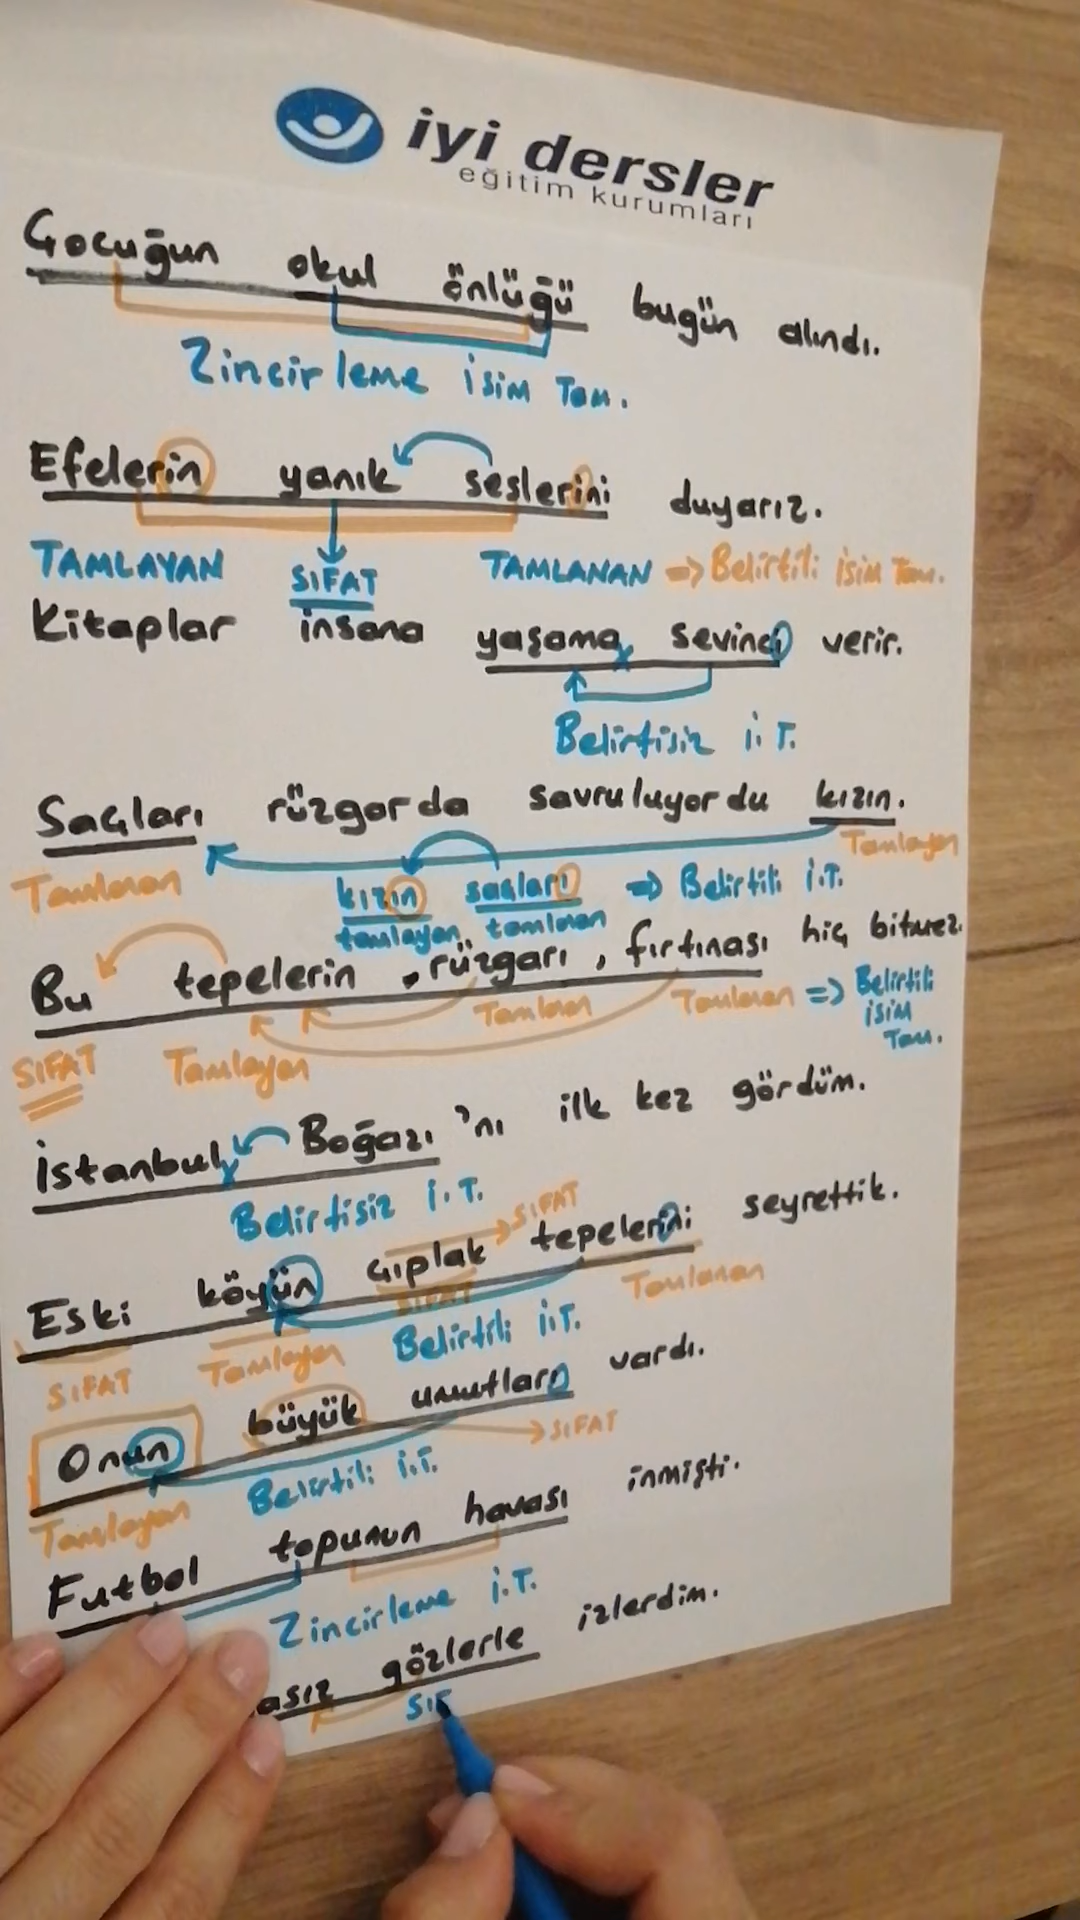 iyi dersler
eğitim kurumları
Çocuğun okul önlüğü bugün alındı.
Zincirleme isim Tam.
Efelerin yanık seslerini duyarız.
TAMLAYAN SIFAT TAMLANAN => Belirtili isim Tam.
Kitaplar insana yaşama sevinci verir.
Belirtisiz i.T.
Saçları rüzgarda savruluyordu kızın.
Tamlanan Tamlayan
kızın saçları => Belirtili i.T.
tamlayan tamlanan
Bu tepelerin, rüzgarı, fırtınası hiç bitmez.
SIFAT Tamlayan Tamlanan Tamlanan => Belirtili isim Tam.
İstanbul Boğazı'nı ilk kez gördüm.
Belirtisiz i.T.
SIFAT
Eski köyün çıplak tepelerini seyrettik.
SIFAT Tamlayan SIFAT Belirtili i.T. Tamlanan
Onun büyük umutları vardı.
Tamlayan Belirtili i.T. SIFAT
Futbol topunun havası inmişti.
Zincirleme i.T.
asız gözlerle izlerdim.
SIF